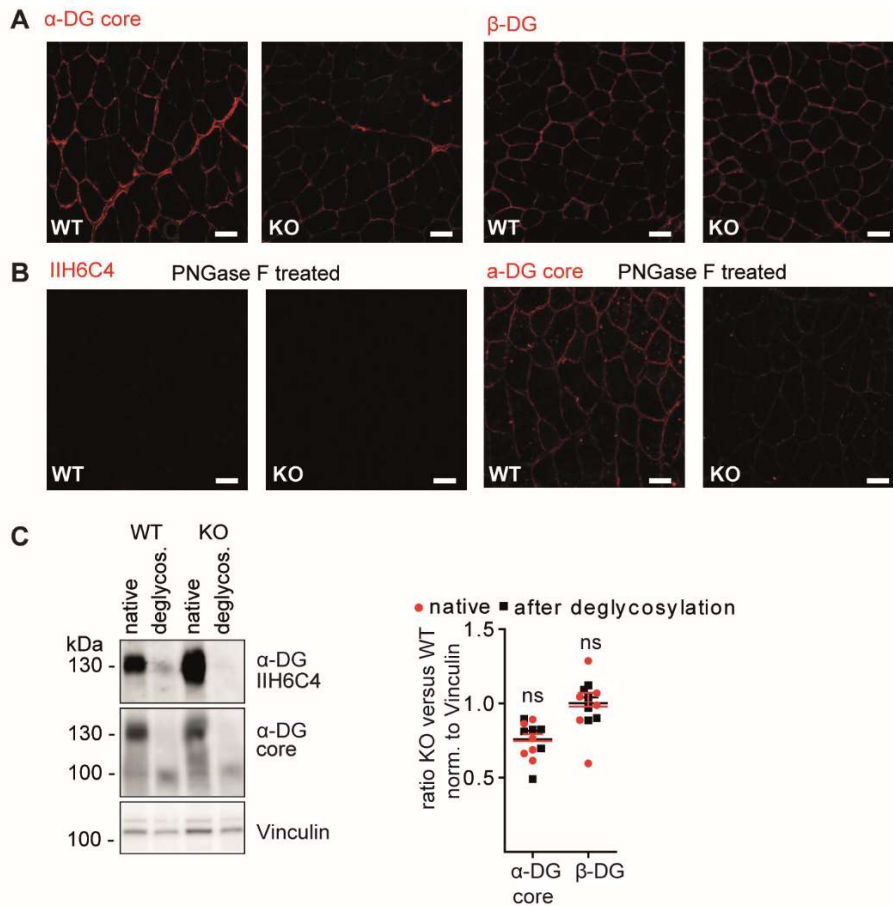 A
α-DG core
β-DG
WT
KO
WT
KO
B
IIH6C4
PNGase F treated
a-DG core
PNGase F treated
WT
KO
WT
KO
C
WT
KO
native
deglycos.
native
deglycos.
kDa
130 -
α-DG
IIH6C4
130 -
100 -
α-DG
core
100 -
Vinculin
native
after deglycosylation
ratio KO versus WT
norm. to Vinculin
1.0
0.5
ns
ns
α-DG
core
β-DG